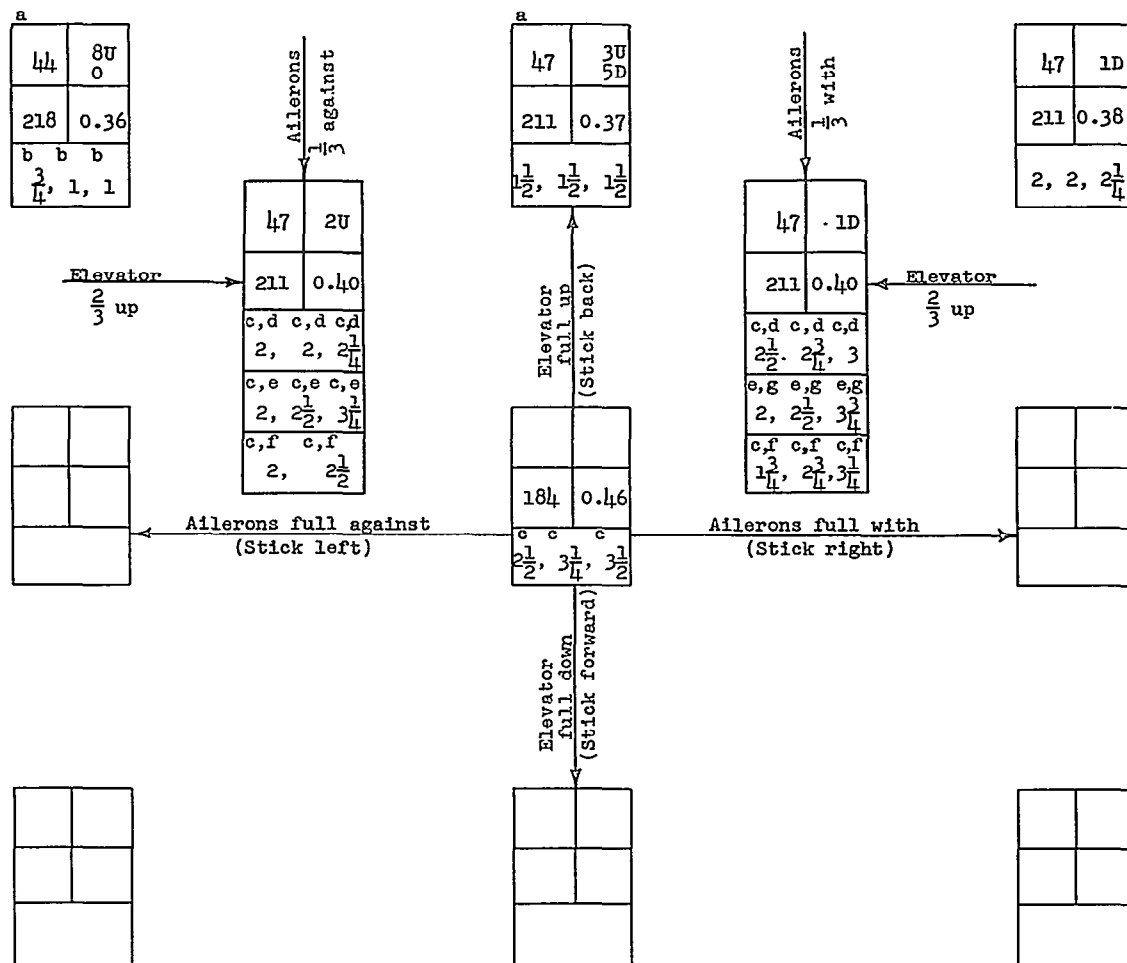 a
44 8U
0
218 0.36
b b b
3/4, 1, 1
Ailerons
1/3 against
a
47 3U
5D
211 0.37
1 1/2, 1 1/2, 1 1/2
Ailerons
1/3 with
47 1D
211 0.38
2, 2, 2 1/4
Elevator
2/3 up
47 2U
211 0.40
c,d c,d c,d
2, 2, 2 1/4
c,e c,e c,e
2, 2 1/2, 3 1/4
c,f c,f
2, 2 1/2
Elevator
full up
(Stick back)
47 1D
211 0.40
c,d c,d c,d
2 1/2. 2 3/4, 3
e,g e,g e,g
2, 2 1/2, 3 3/4
c,f c,f c,f
1 3/4, 2 3/4, 3 1/4
Elevator
2/3 up
184 0.46
c c c
2 1/2, 3 1/4, 3 1/2
Ailerons full against
(Stick left)
Ailerons full with
(Stick right)
Elevator
full down
(Stick forward)